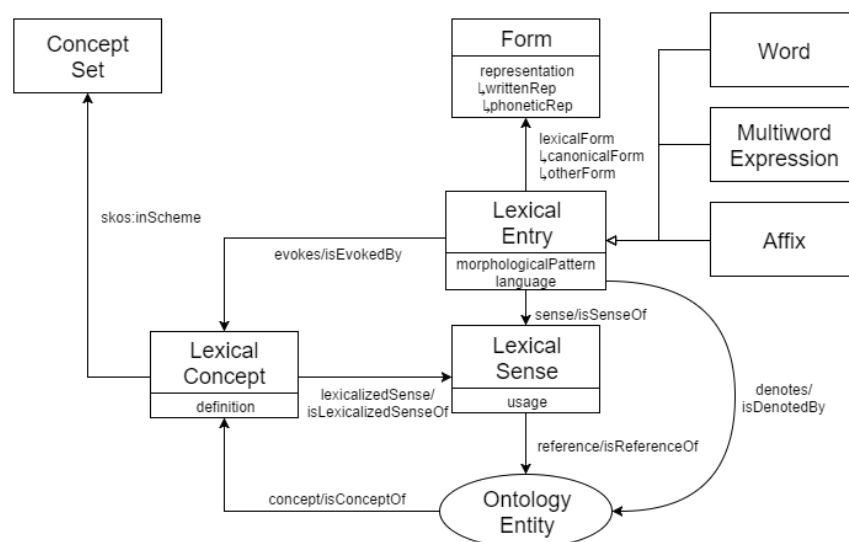 Concept
Set
Form
representation
↳writtenRep
↳phoneticRep
Word
lexicalForm
↳canonicalForm
↳otherForm
Multiword
Expression
skos:inScheme
Lexical
Entry
morphologicalPattern
language
Affix
evokes/isEvokedBy
sense/isSenseOf
Lexical
Concept
definition
lexicalizedSense/
isLexicalizedSenseOf
Lexical
Sense
usage
denotes/
isDenotedBy
reference/isReferenceOf
concept/isConceptOf
Ontology
Entity